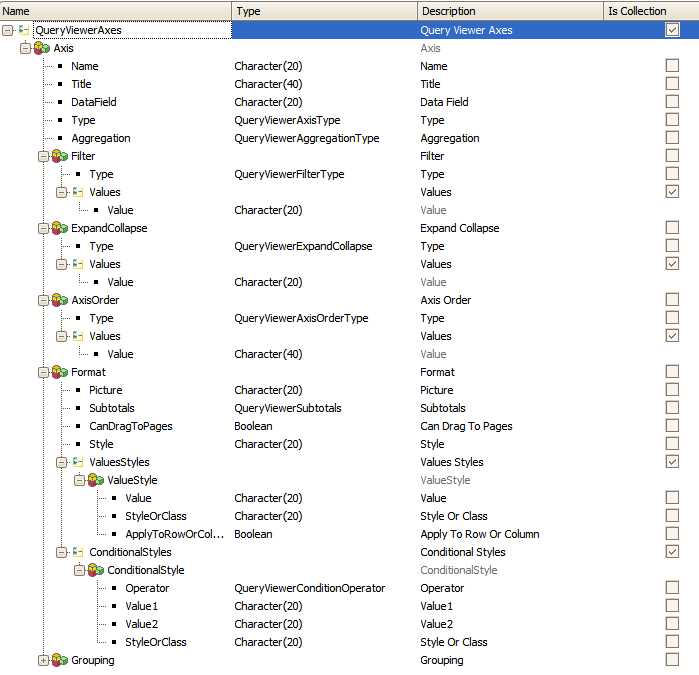 Name Type Description Is Collection
QueryViewerAxes Query Viewer Axes
Axis Axis
Name Character(20) Name
Title Character(40) Title
DataField Character(20) Data Field
Type QueryViewerAxisType Type
Aggregation QueryViewerAggregationType Aggregation
Filter Filter
Type QueryViewerFilterType Type
Values Values
Value Character(20) Value
ExpandCollapse Expand Collapse
Type QueryViewerExpandCollapse Type
Values Values
Value Character(20) Value
AxisOrder Axis Order
Type QueryViewerAxisOrderType Type
Values Values
Value Character(40) Value
Format Format
Picture Character(20) Picture
Subtotals QueryViewerSubtotals Subtotals
CanDragToPages Boolean Can Drag To Pages
Style Character(20) Style
ValuesStyles Values Styles
ValueStyle ValueStyle
Value Character(20) Value
StyleOrClass Character(20) Style Or Class
ApplyToRowOrCol... Boolean Apply To Row Or Column
ConditionalStyles Conditional Styles
ConditionalStyle ConditionalStyle
Operator QueryViewerConditionOperator Operator
Value1 Character(20) Value1
Value2 Character(20) Value2
StyleOrClass Character(20) Style Or Class
Grouping Grouping